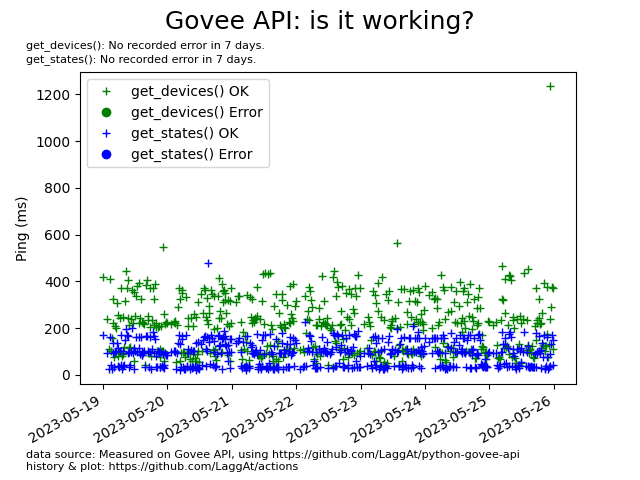 Govee API: is it working?
get_devices(): No recorded error in 7 days.
get_states(): No recorded error in 7 days.
get_devices() OK
get_devices() Error
get_states() OK
get_states() Error
1200
1000
800
600
400
200
0
Ping (ms)
2023-05-19
2023-05-20
2023-05-21
2023-05-22
2023-05-23
2023-05-24
2023-05-25
2023-05-26
data source: Measured on Govee API, using https://github.com/LaggAt/python-govee-api
history & plot: https://github.com/LaggAt/actions